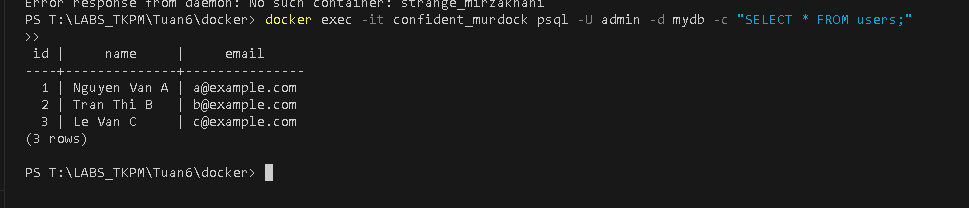 Error response from daemon: No such container: strange_mirzakhani
PS T:\LABS_TKPM\Tuan6\docker> docker exec -it confident_murdock psql -U admin -d mydb -c "SELECT * FROM users;"
>>
 id |     name     |     email
----+--------------+---------------
  1 | Nguyen Van A | a@example.com
  2 | Tran Thi B   | b@example.com
  3 | Le Van C     | c@example.com
(3 rows)

PS T:\LABS_TKPM\Tuan6\docker>